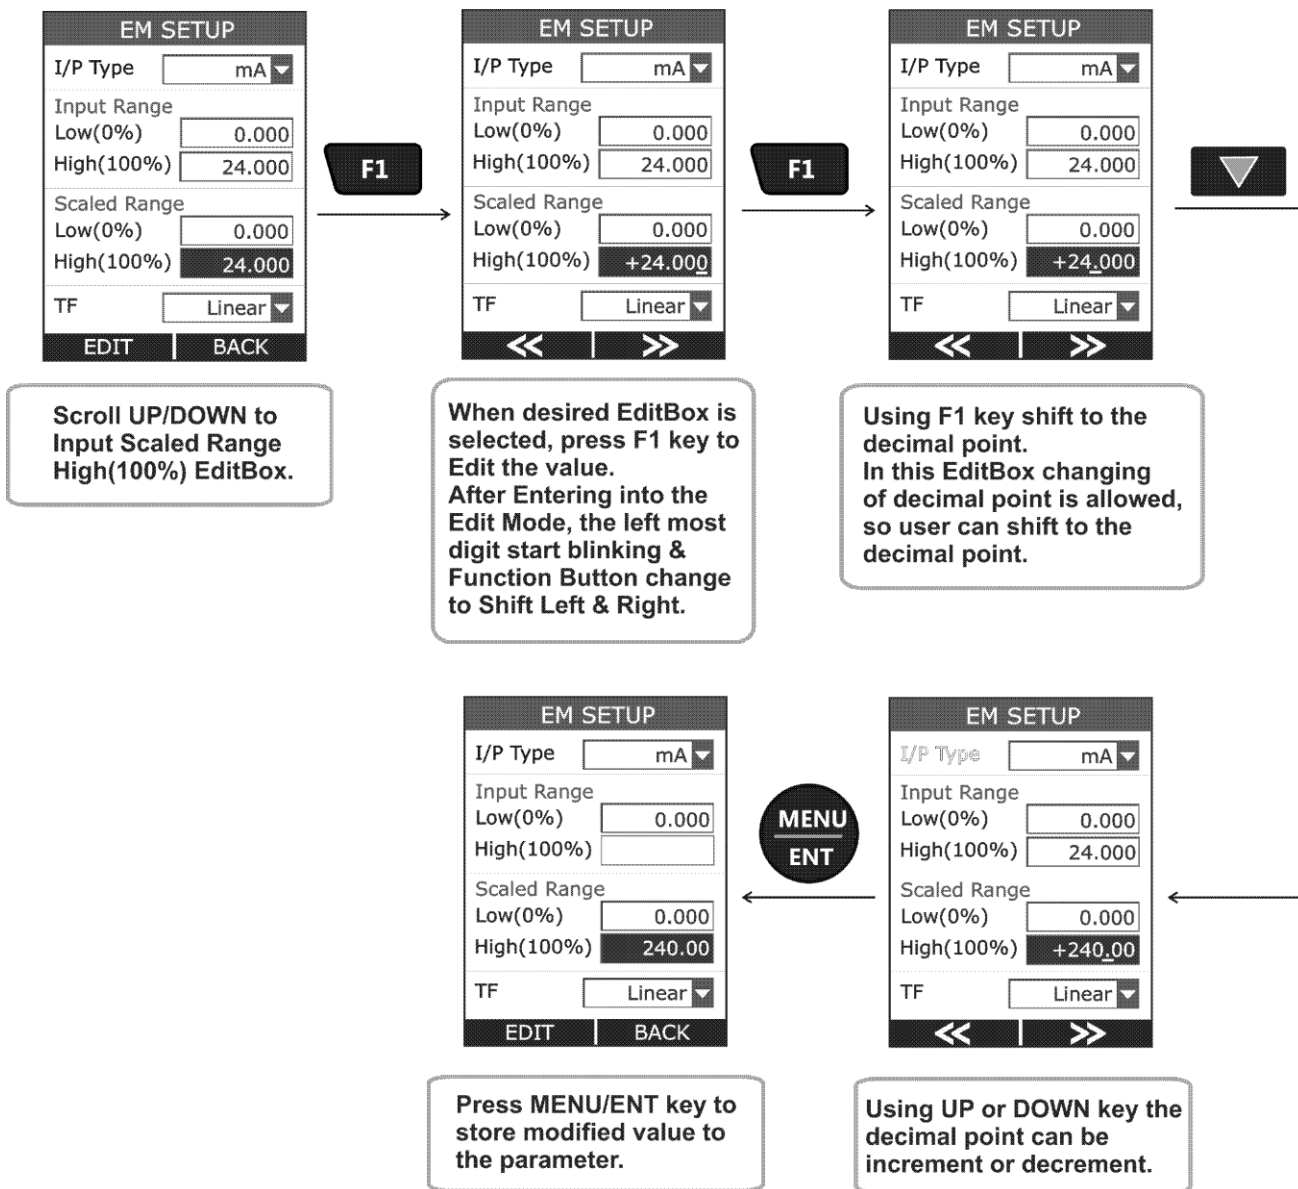 EM SETUP
I/P Type mA
Input Range
Low(0%) 0.000
High(100%) 24.000
Scaled Range
Low(0%) 0.000
High(100%) 24.000
TF Linear
EDIT BACK
Scroll UP/DOWN to
Input Scaled Range
High(100%) EditBox.
F1
EM SETUP
I/P Type mA
Input Range
Low(0%) 0.000
High(100%) 24.000
Scaled Range
Low(0%) 0.000
High(100%) +24.000
TF Linear
<< >>
When desired EditBox is
selected, press F1 key to
Edit the value.
After Entering into the
Edit Mode, the left most
digit start blinking &
Function Button change
to Shift Left & Right.
F1
EM SETUP
I/P Type mA
Input Range
Low(0%) 0.000
High(100%) 24.000
Scaled Range
Low(0%) 0.000
High(100%) +24.000
TF Linear
<< >>
Using F1 key shift to the
decimal point.
In this EditBox changing
of decimal point is allowed,
so user can shift to the
decimal point.
EM SETUP
I/P Type mA
Input Range
Low(0%) 0.000
High(100%) 24.000
Scaled Range
Low(0%) 0.000
High(100%) +240.00
TF Linear
<< >>
Using UP or DOWN key the
decimal point can be
increment or decrement.
MENU
ENT
EM SETUP
I/P Type mA
Input Range
Low(0%) 0.000
High(100%)
Scaled Range
Low(0%) 0.000
High(100%) 240.00
TF Linear
EDIT BACK
Press MENU/ENT key to
store modified value to
the parameter.